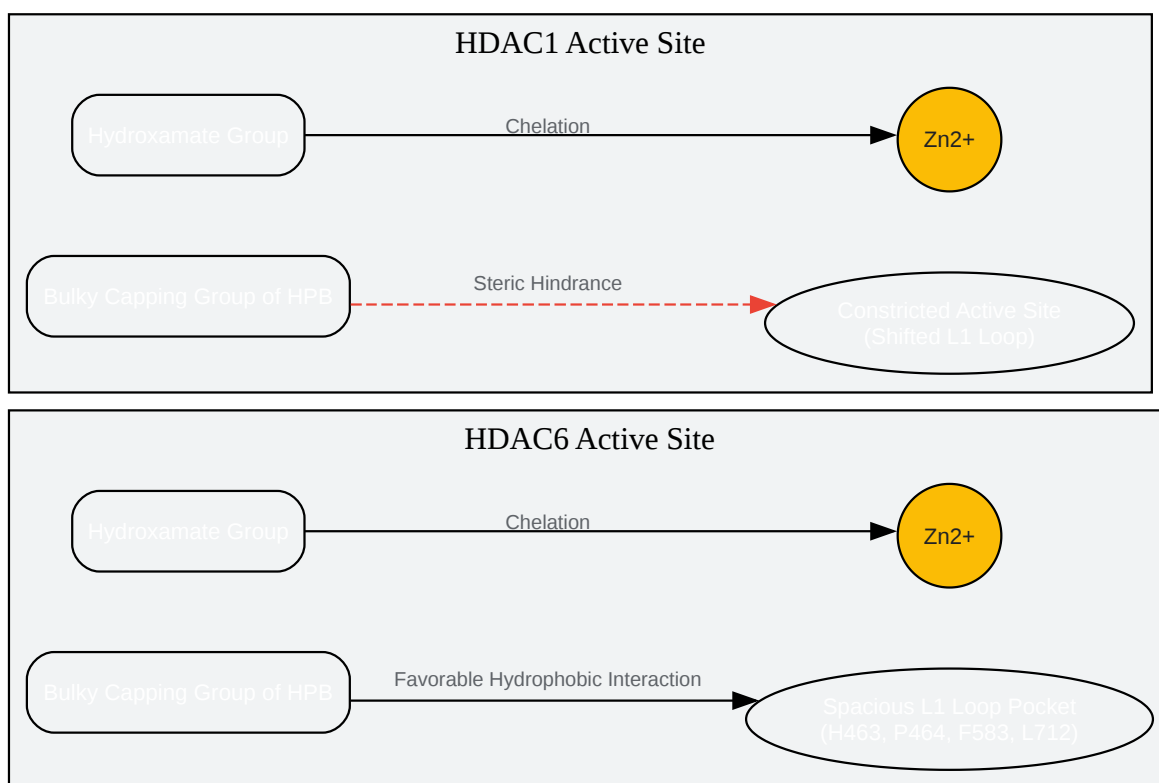 HDAC1 Active Site
Hydroxamate Group
Chelation
Zn2+
Bulky Capping Group of HPB
Steric Hindrance
Constricted Active Site
(Shifted L1 Loop)
HDAC6 Active Site
Hydroxamate Group
Chelation
Zn2+
Bulky Capping Group of HPB
Favorable Hydrophobic Interaction
Spacious L1 Loop Pocket
(H463, P464, F583, L712)